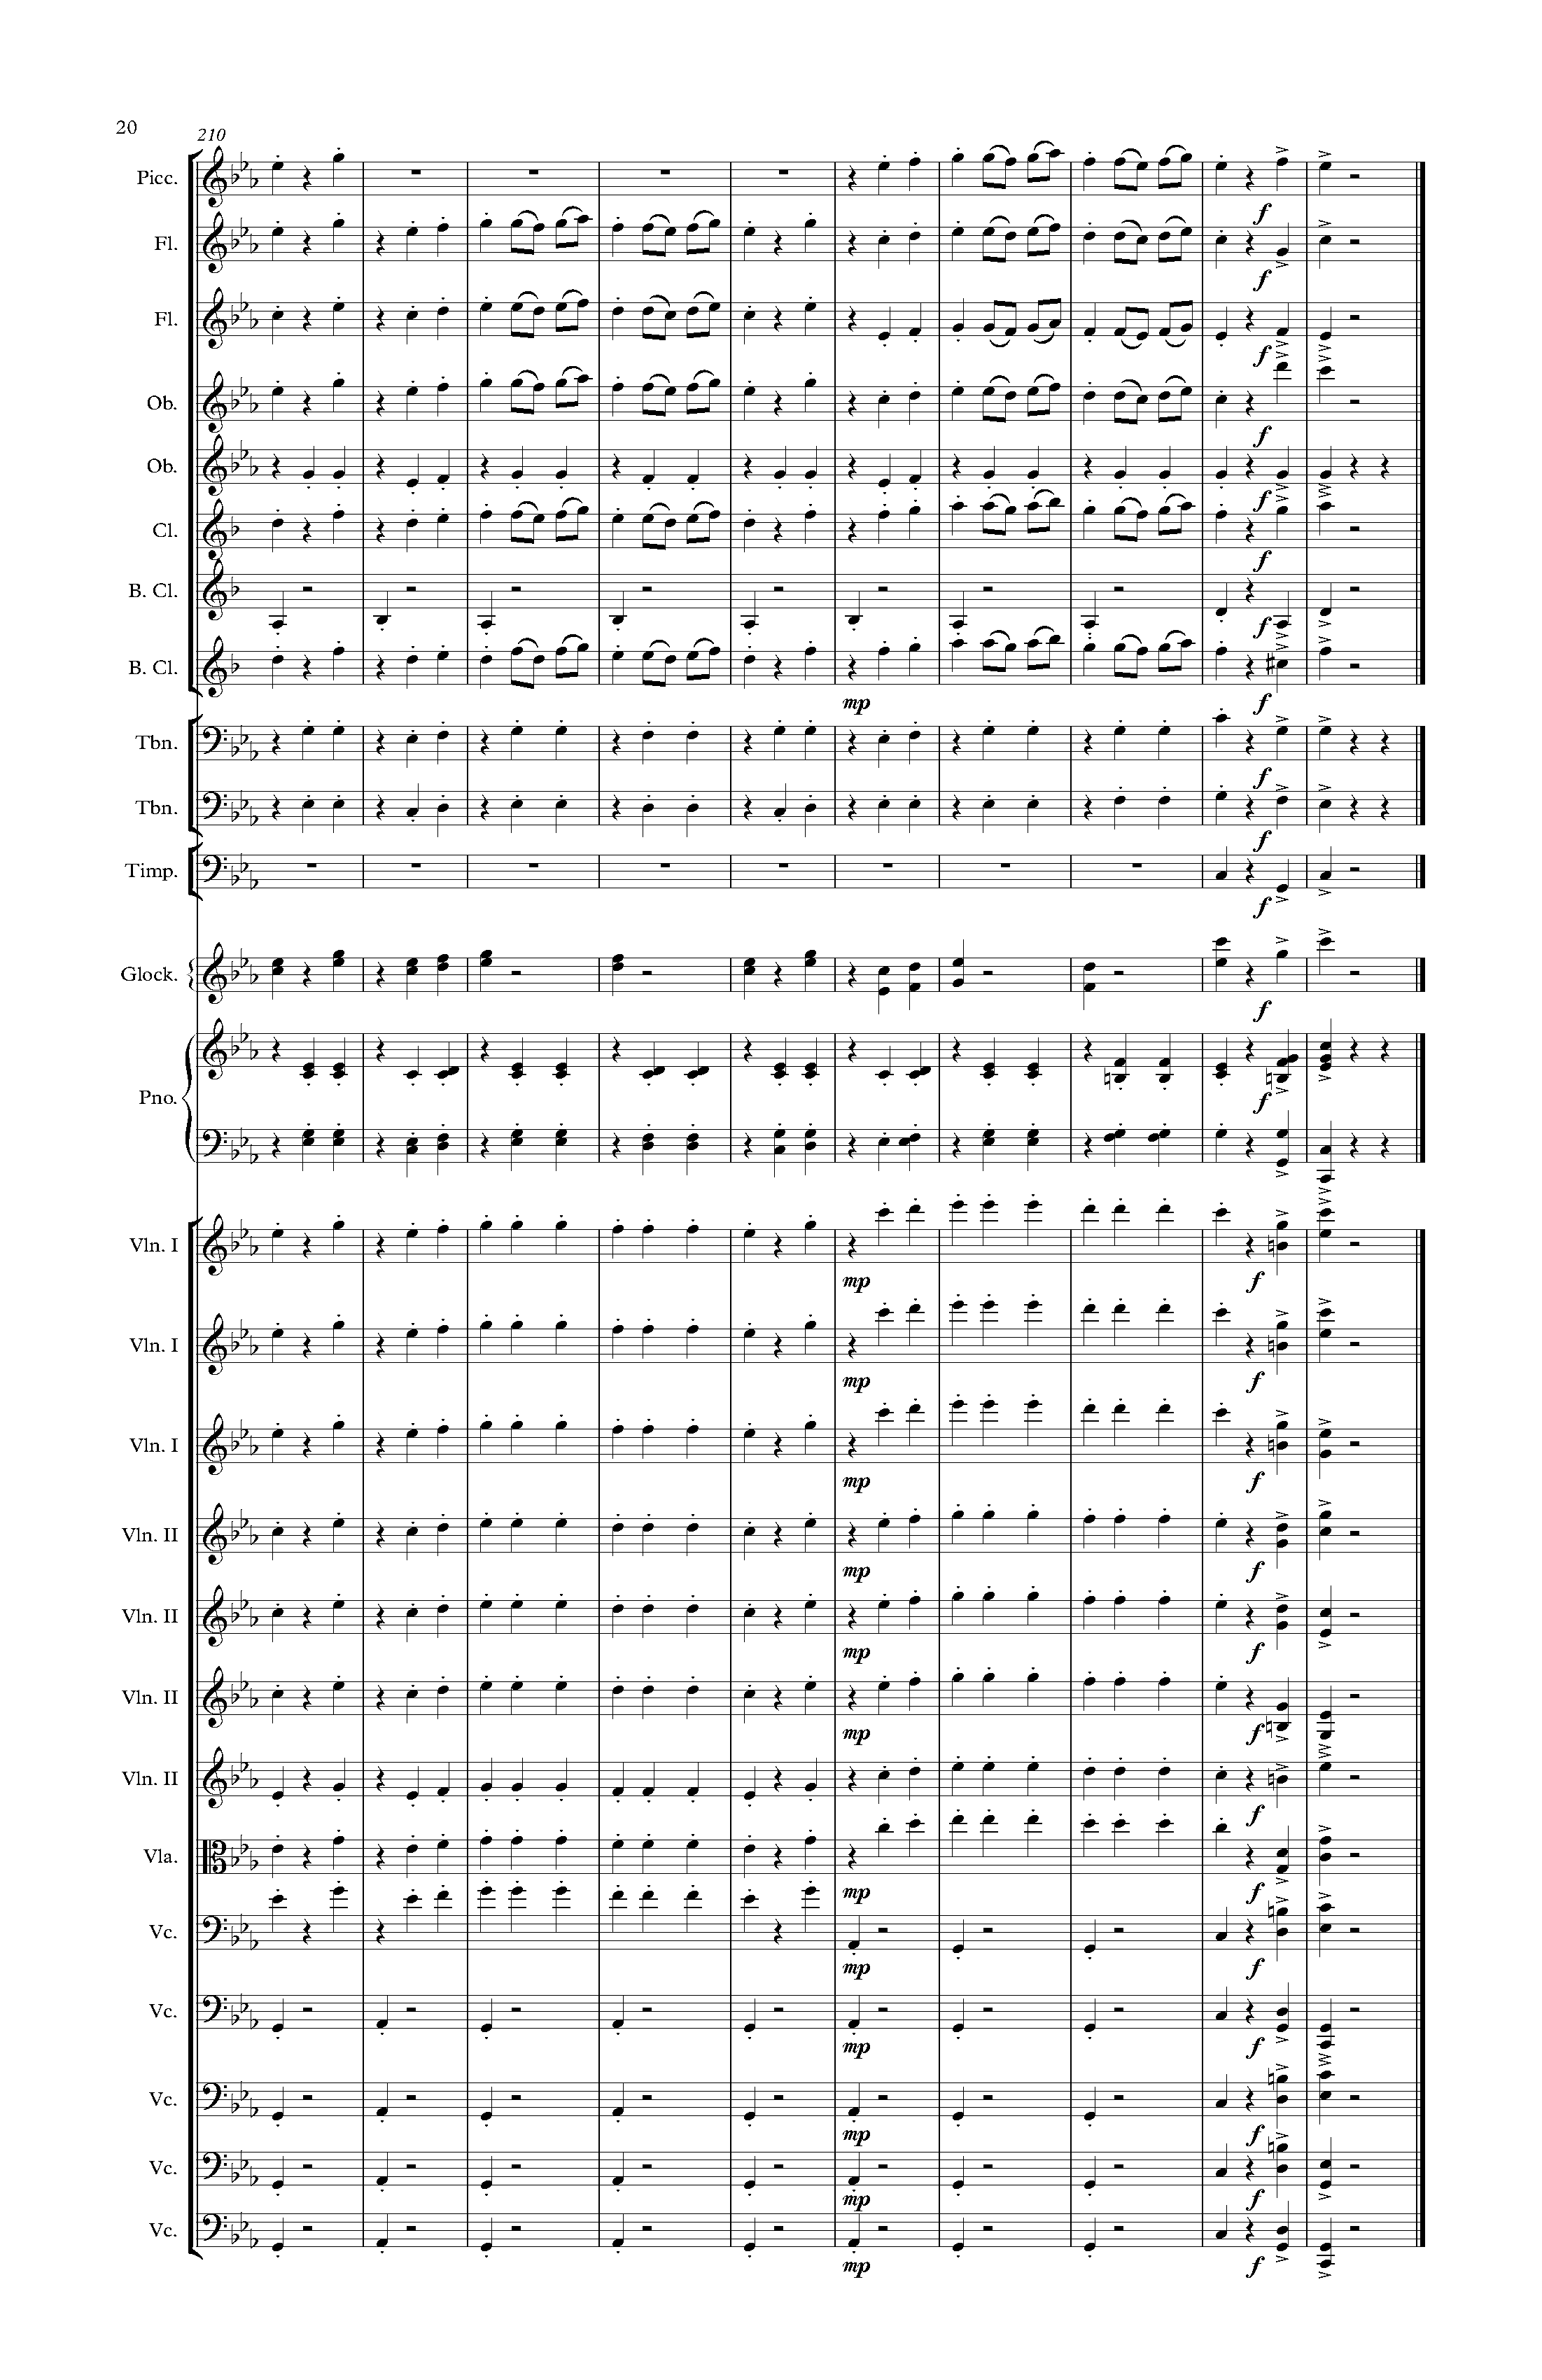 20
210
Picc.
f
Fl.
f
Fl.
f
Ob.
f
Ob.
f
Cl.
f
B. Cl.
f
B. Cl.
mp f
Tbn.
f
Tbn.
f
Timp.
f
Glock.
f
Pno.
f
Vln. I
mp f
Vln. I
mp f
Vln. I
mp f
Vln. II
mp f
Vln. II
mp f
Vln. II
mp f
Vln. II
f
Vla.
mp f
Vc.
mp f
Vc.
mp f
Vc.
mp f
Vc.
mp f
Vc.
mp f